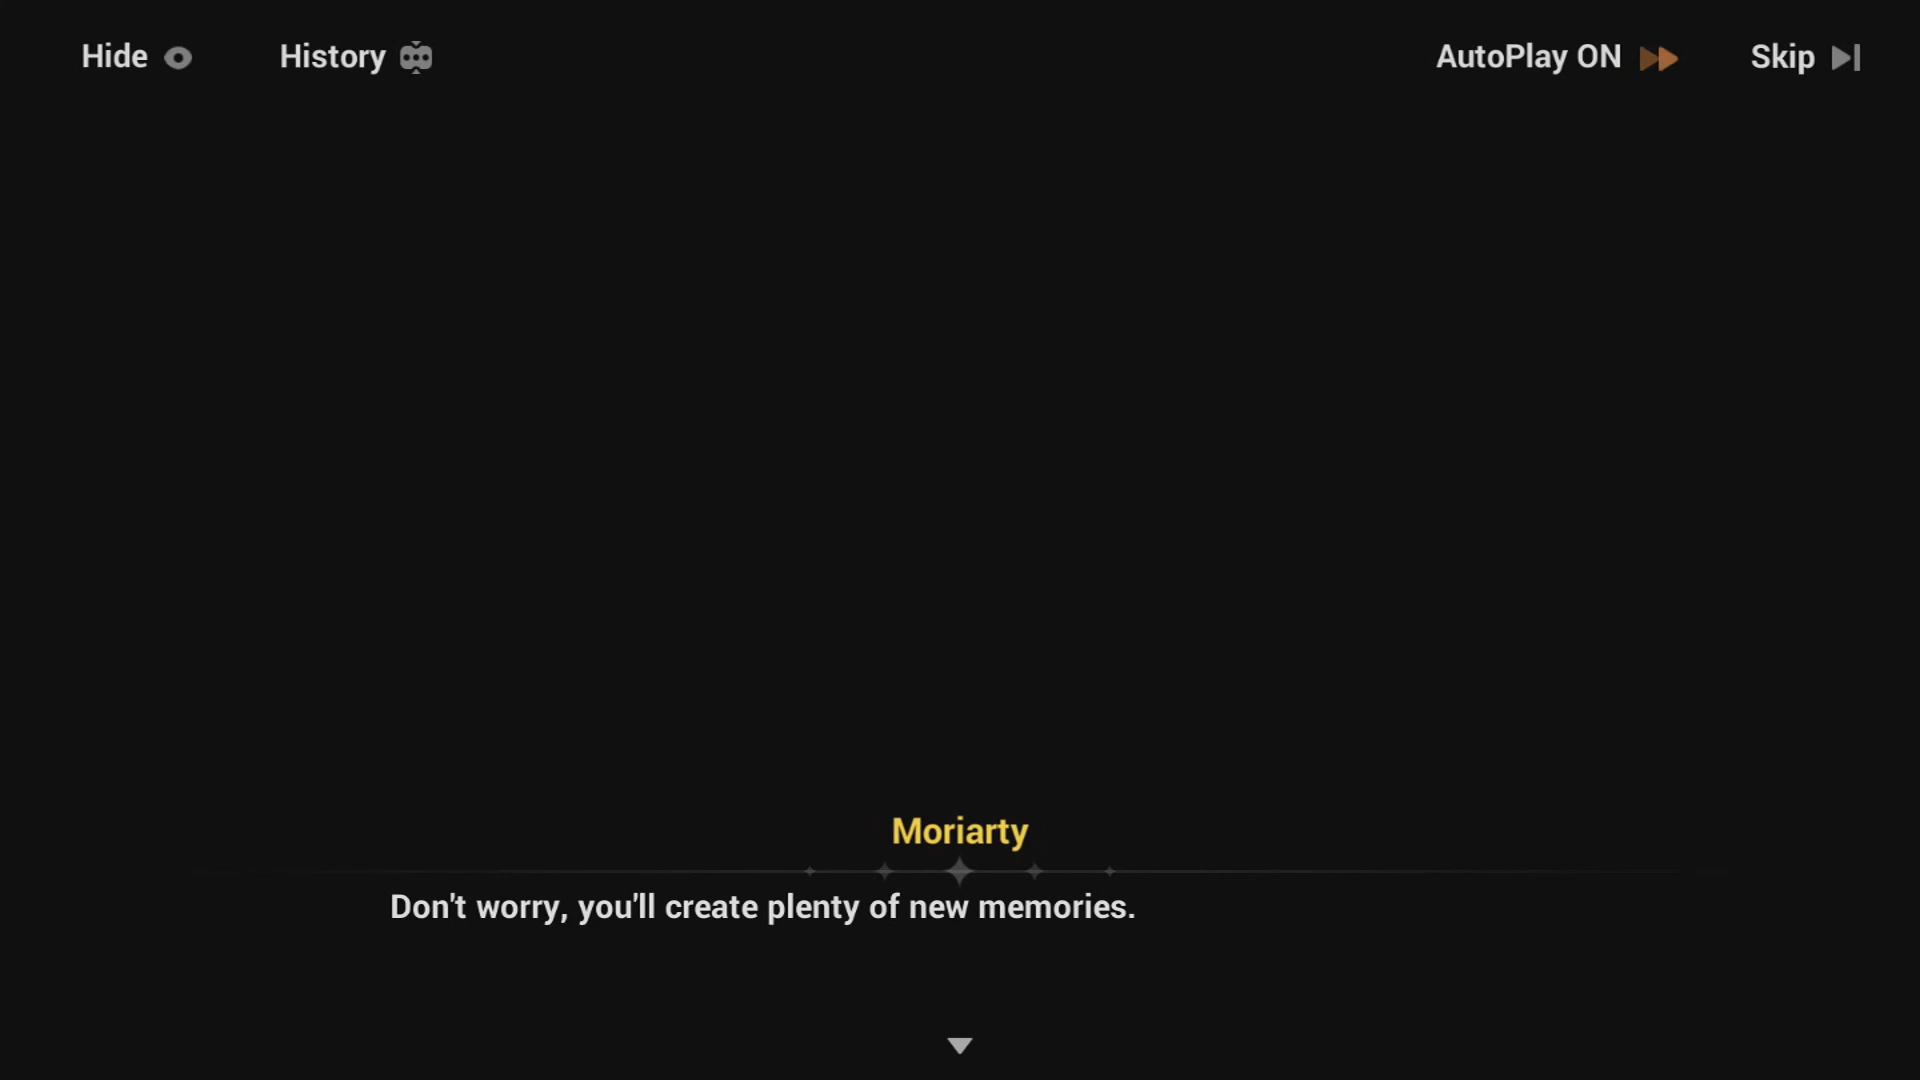 Hide
History
AutoPlay ON
Skip
Moriarty
Don't worry, you'll create plenty of new memories.